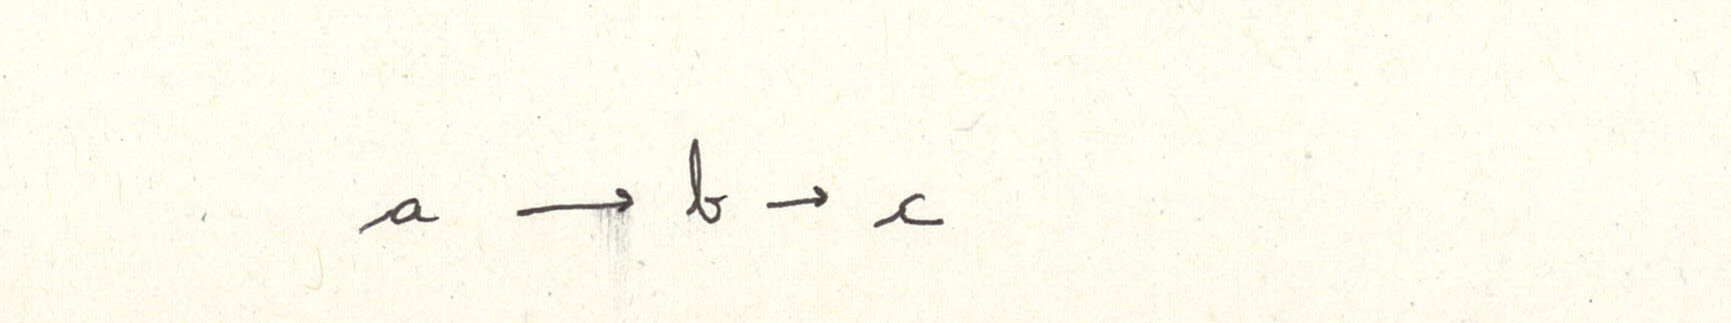 a → b → c